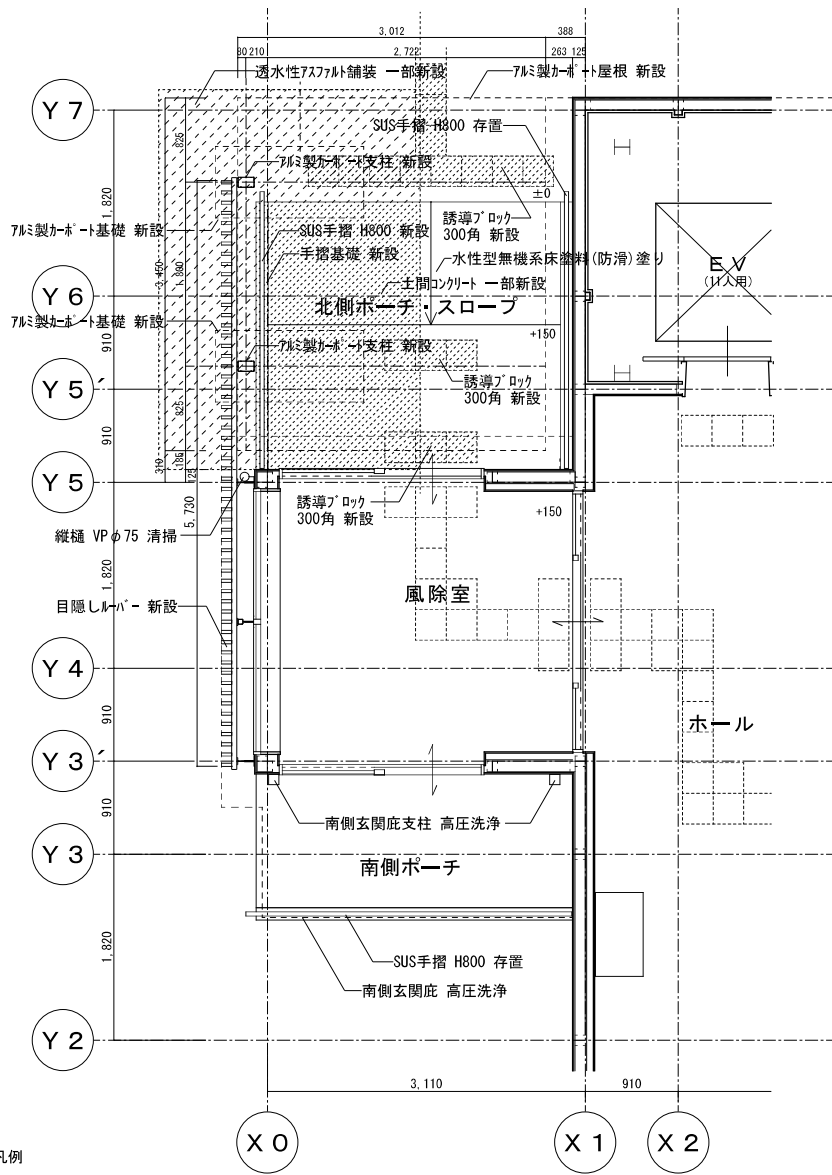 3,012
388
80
210
2,722
263
125
透水性アスファルト舗装 一部新設
アルミ製カーポート屋根 新設
Y 7
SUS手摺 H800 存置
825
アルミ製カーポート支柱 新設
±0
1,820
誘導ブロック
300角 新設
アルミ製カーポート基礎 新設
SUS手摺 H800 新設
手摺基礎 新設
水性型無機系床塗料(防滑)塗り
EV
(11人用)
3,450
1,800
土間コンクリート 一部新設
Y 6
北側ポーチ・スロープ
アルミ製カーポート基礎 新設
+150
910
アルミ製カーポート支柱 新設
Y 5´
誘導ブロック
300角 新設
825
910
310
185
125
Y 5
誘導ブロック
300角 新設
+150
5,730
縦樋 VPφ75 清掃
1,820
風除室
目隠しルーバー 新設
Y 4
910
ホール
Y 3´
910
南側玄関庇支柱 高圧洗浄
Y 3
南側ポーチ
1,820
SUS手摺 H800 存置
南側玄関庇 高圧洗浄
Y 2
3,110
910
X 0
X 1
X 2
凡例